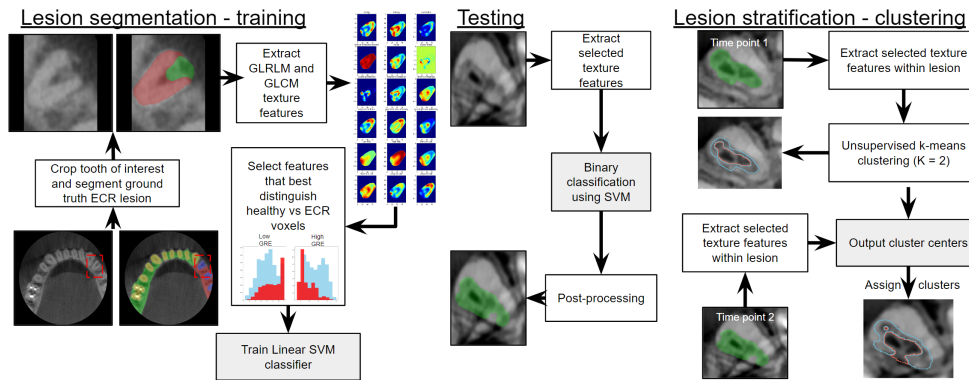 Lesion segmentation - training
Extract
GLRLM and
GLCM
texture
features
Crop tooth of interest
and segment ground
truth ECR lesion
Select features
that best
distinguish
healthy vs ECR
voxels
Low
GRE
High
GRE
Train Linear SVM
classifier
Testing
Extract
selected
texture
features
Binary
classification
using SVM
Post-processing
Lesion stratification - clustering
Time point 1
Extract selected texture
features within lesion
Unsupervised k-means
clustering
(K = 2)
Extract selected
texture features
within lesion
Output cluster centers
Assign clusters
Time point 2